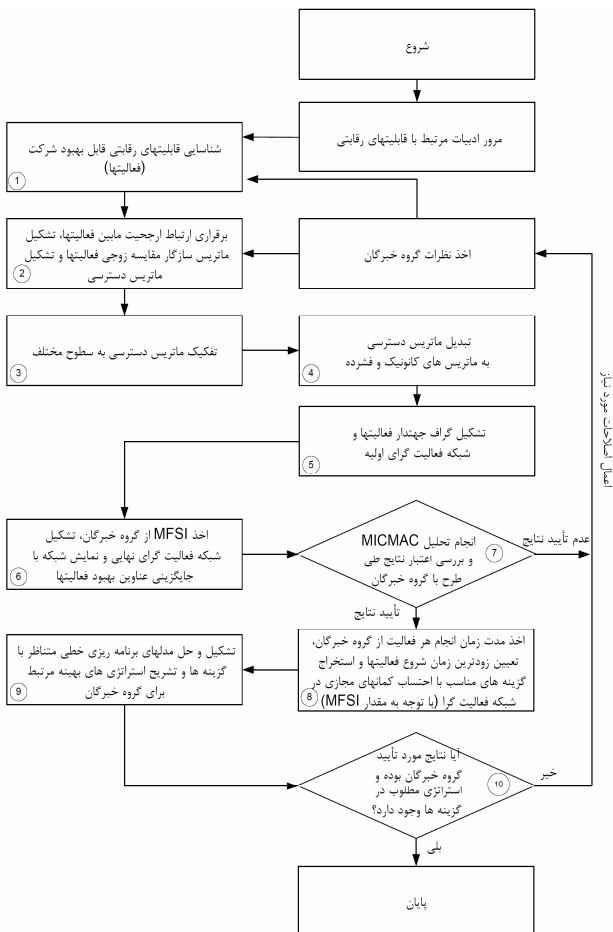 شروع
مرور ادبیات مرتبط با قابلیتهای رقابتی
شناسایی قابلیتهای رقابتی قابل بهبود شرکت
(فعالیتها)
1
اخذ نظرات گروه خبرگان
برقراری ارتباط ارجحیت مابین فعالیتها، تشکیل
ماتریس سازگار مقایسه زوجی فعالیتها و تشکیل
ماتریس دسترسی
2
تفکیک ماتریس دسترسی به سطوح مختلف
3
تبدیل ماتریس دسترسی
به ماتریس های کانونیک و فشرده
4
تشکیل گراف جهتدار فعالیتها و
شبکه فعالیت گرای اولیه
5
اخذ MFSI از گروه خبرگان، تشکیل
شبکه فعالیت گرای نهایی و نمایش شبکه با
جایگزینی عناوین بهبود فعالیتها
6
انجام تحلیل MICMAC
و بررسی اعتبار نتایج طی
طرح با گروه خبرگان
7
عدم تأیید نتایج
اعمال اصلاحات مورد نیاز
تأیید نتایج
اخذ مدت زمان انجام هر فعالیت از گروه خبرگان،
تعیین زودترین زمان شروع فعالیتها و استخراج
گزینه های مناسب با احتساب کمانهای مجازی در
شبکه فعالیت گرا (با توجه به مقدار MFSI)
8
تشکیل و حل مدلهای برنامه ریزی خطی متناظر با
گزینه ها و تشریح استراتژی های بهینه مرتبط
برای گروه خبرگان
9
آیا نتایج مورد تأیید
گروه خبرگان بوده و
استراتژی مطلوب در
گزینه ها وجود دارد؟
10
خیر
بلی
پایان